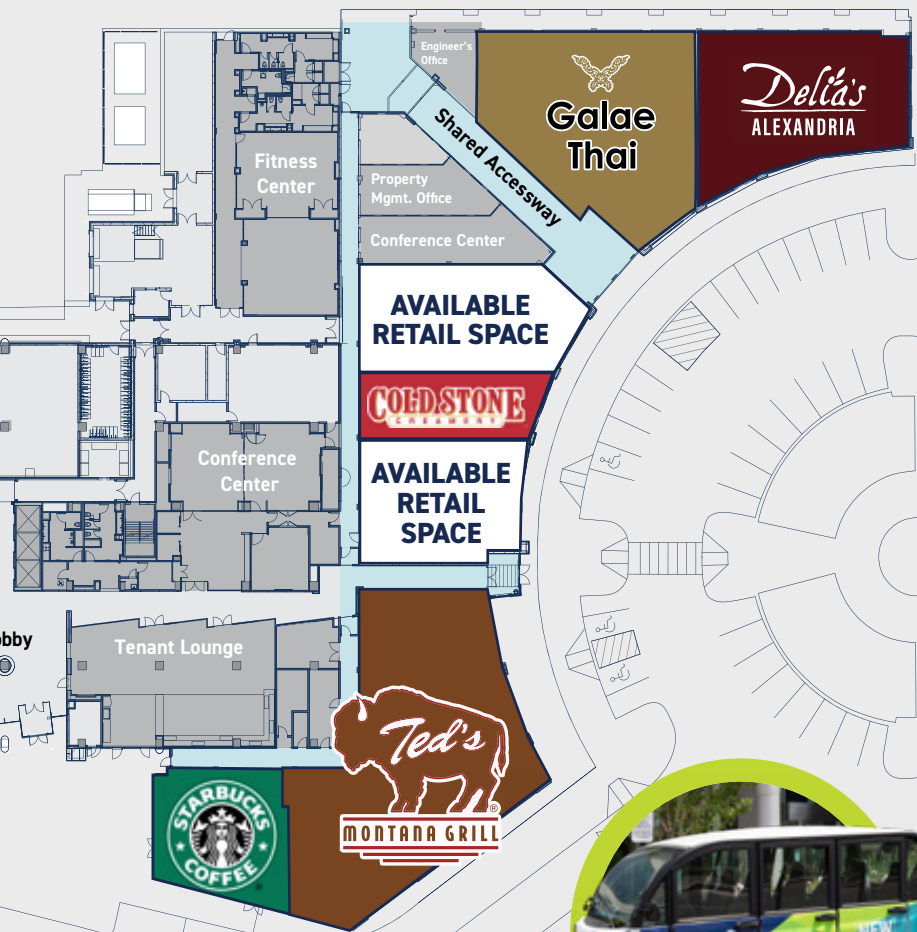 Engineer's
Office
Galae
Thai
Delia's
ALEXANDRIA
Shared Accessway
Fitness
Center
Property
Mgmt. Office
Conference Center
AVAILABLE
RETAIL SPACE
COLD STONE
CREAMERY
Conference
Center
AVAILABLE
RETAIL
SPACE
obby
Tenant Lounge
Ted's
®
MONTANA GRILL
STARBUCKS
COFFEE
NEW